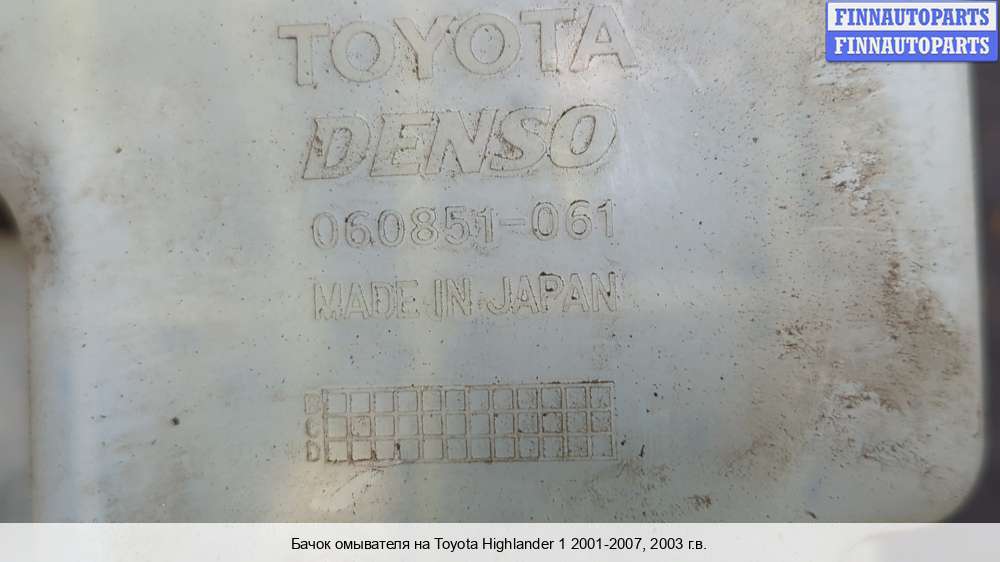 FINNAUTOPARTS
FINNAUTOPARTS
TOYOTA
DENSO
060851-061
MADE IN JAPAN
D
Бачок омывателя на Toyota Highlander 1 2001-2007, 2003 г.в.